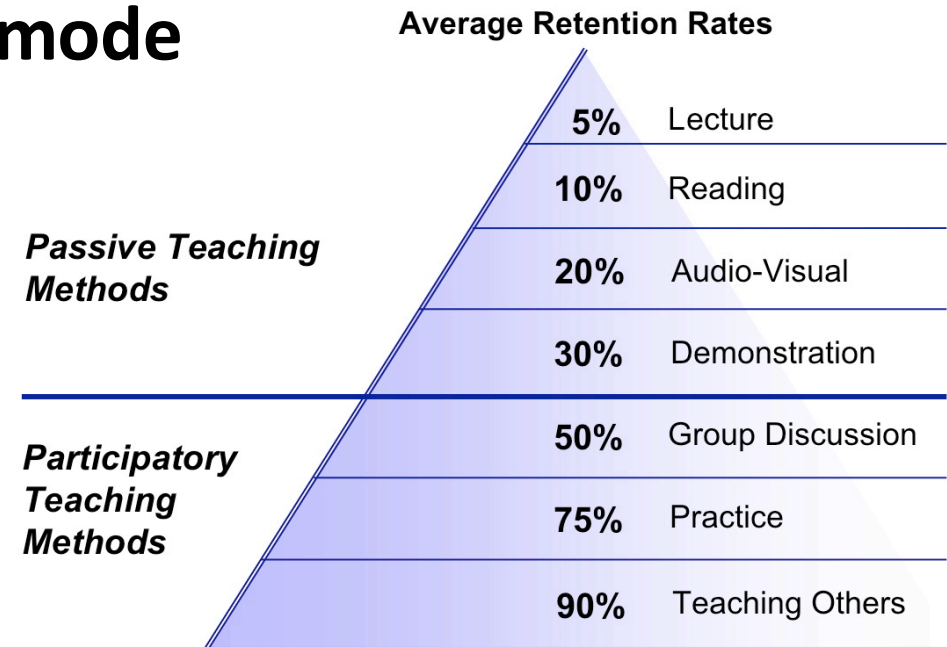 mode
Average Retention Rates
5% Lecture
10% Reading
Passive Teaching
Methods
20% Audio-Visual
30% Demonstration
50% Group Discussion
Participatory
Teaching
Methods
75% Practice
90% Teaching Others